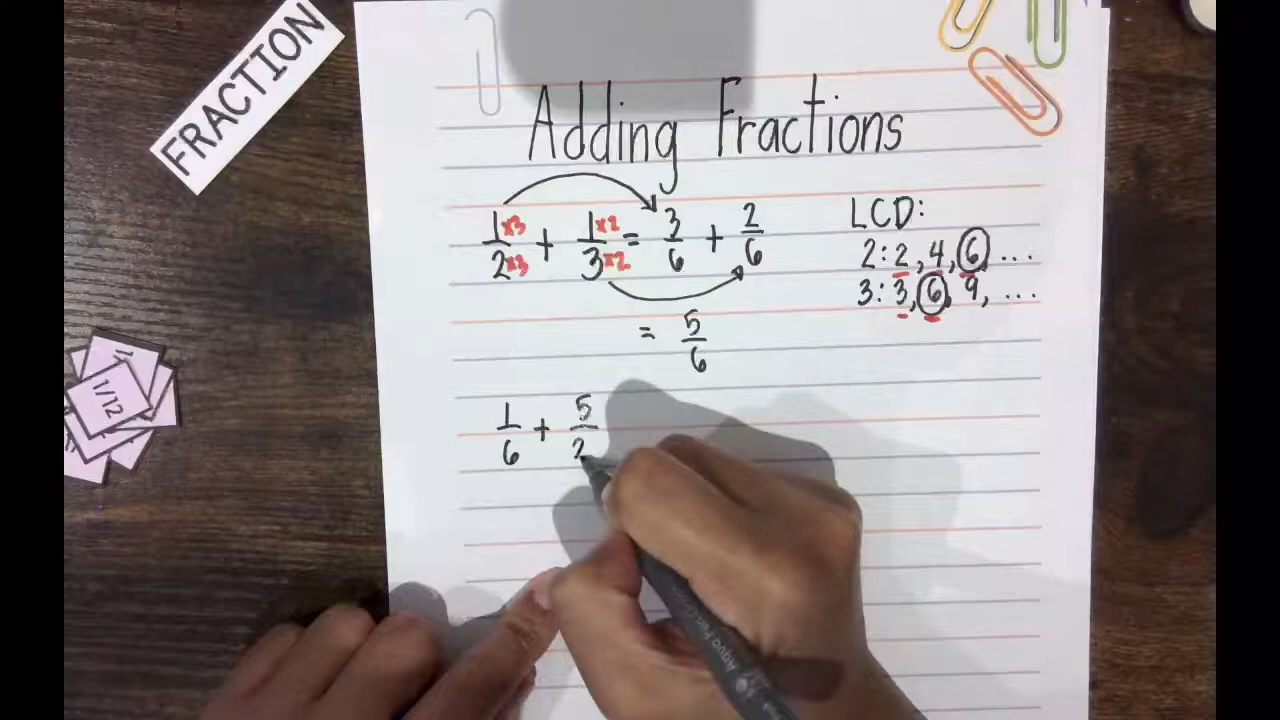 FRACTION
Adding Fractions
1×3/2×3 + 1×2/3×2 = 3/6 + 2/6
= 5/6
LCD:
2: 2, 4, 6, ...
3: 3, 6, 9, ...
1/12
1/6 + 5/2